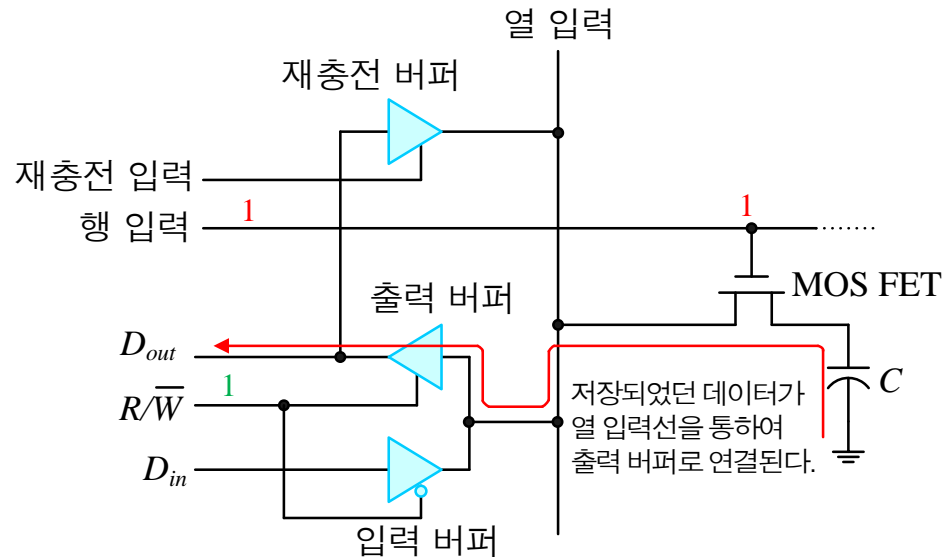 열 입력
재충전 버퍼
재충전 입력
1
1
행 입력
MOS FET
출력 버퍼
D_out
C
1
R/W̅
저장되었던 데이터가
열 입력선을 통하여
출력 버퍼로 연결된다.
D_in
입력 버퍼